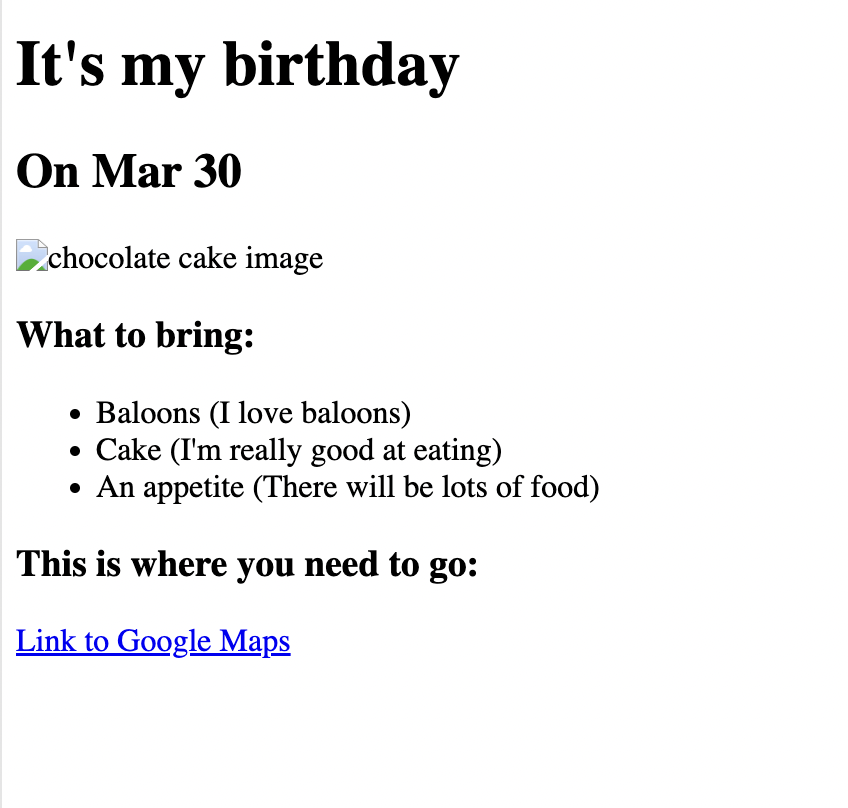 It's my birthday
On Mar 30
chocolate cake image
What to bring:
Baloons (I love baloons)
Cake (I'm really good at eating)
An appetite (There will be lots of food)
This is where you need to go:
Link to Google Maps